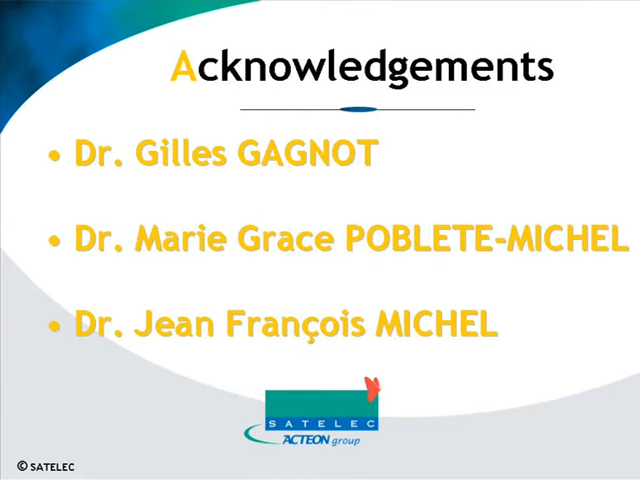 Acknowledgements
• Dr. Gilles GAGNOT
• Dr. Marie Grace POBLETE-MICHEL
• Dr. Jean François MICHEL
SATELEC
ACTEON group
© SATELEC